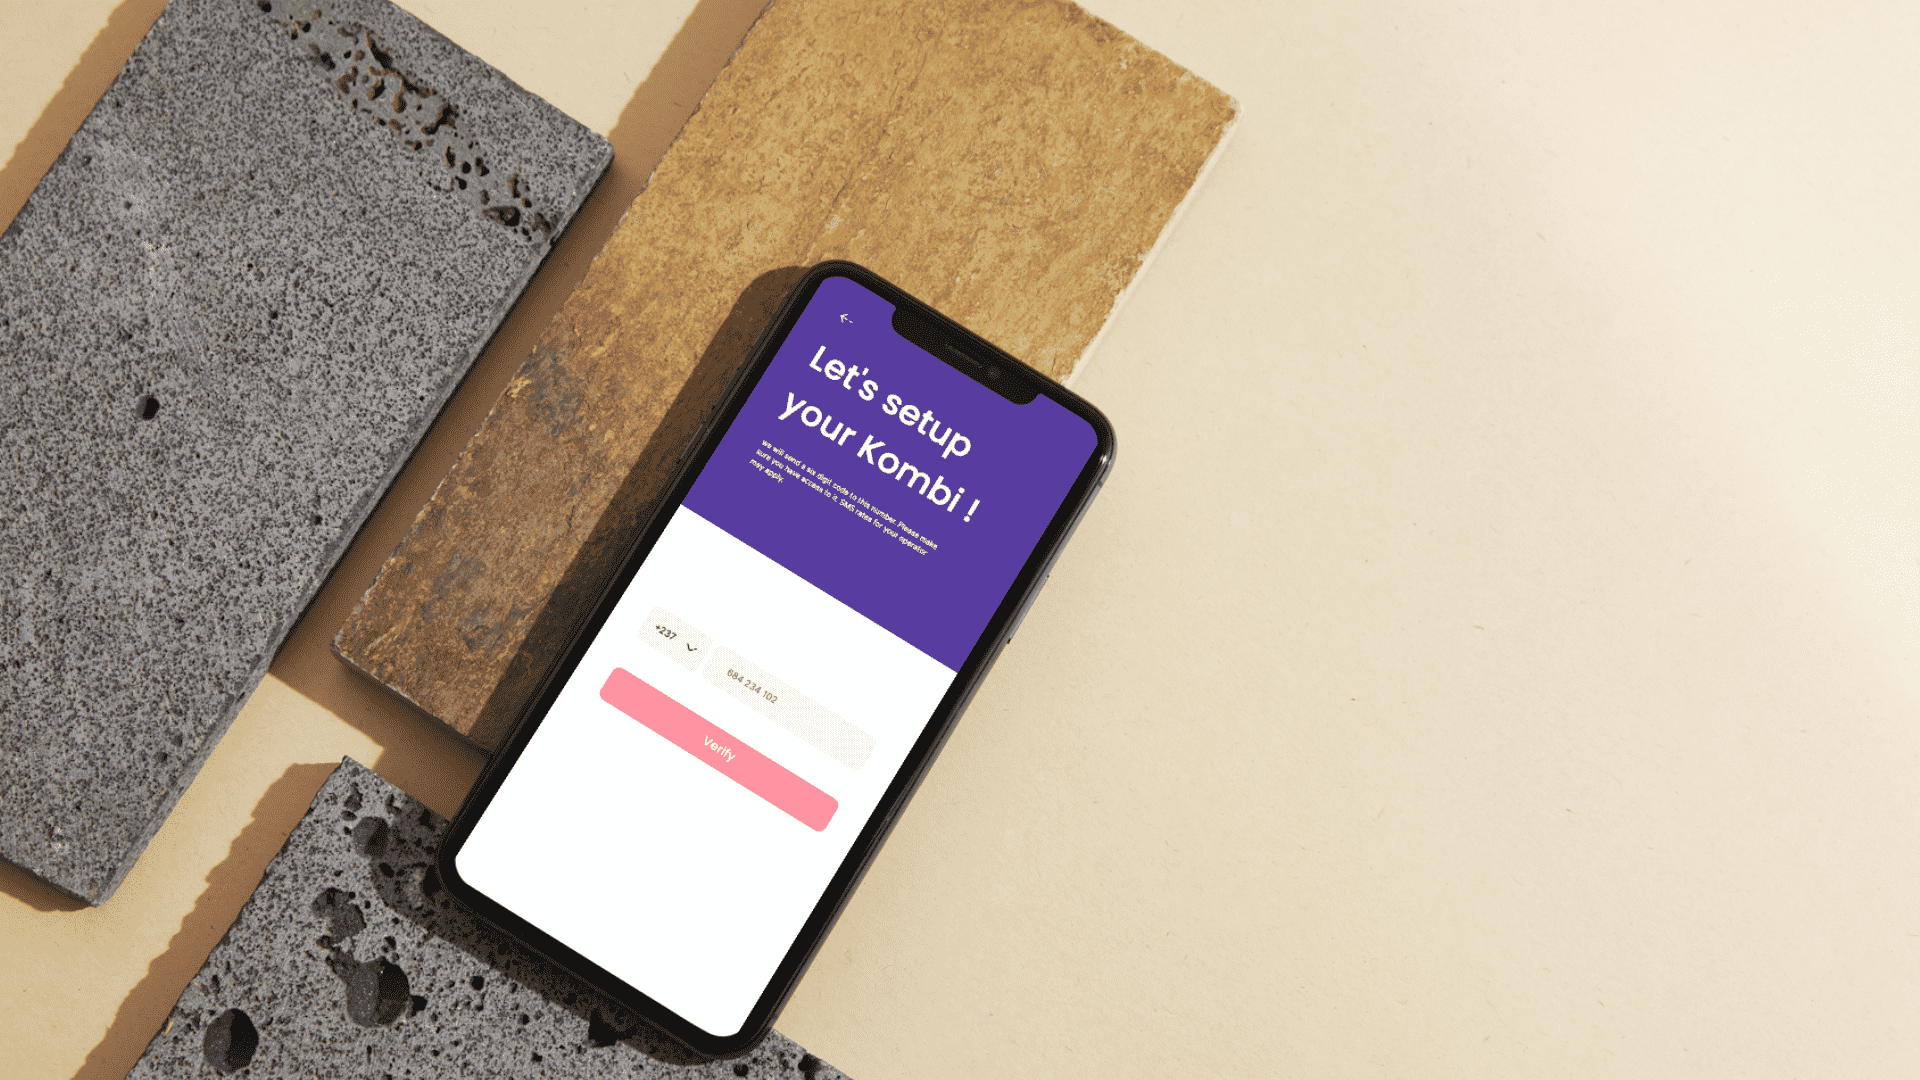 Let's setup
your Kombi !
we will send a six digit code to this number. Please make
sure you have access to it. SMS rates for your operator
may apply.
+237
684 234 102
Verify